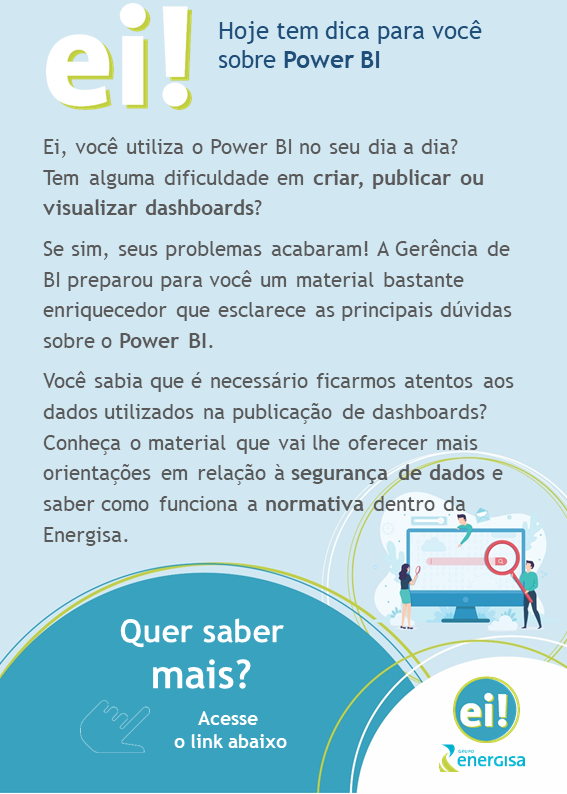 ei!
Hoje tem dica para você
sobre Power BI
Ei, você utiliza o Power BI no seu dia a dia?
Tem alguma dificuldade em criar, publicar ou
visualizar dashboards?
Se sim, seus problemas acabaram! A Gerência de
BI preparou para você um material bastante
enriquecedor que esclarece as principais dúvidas
sobre o Power BI.
Você sabia que é necessário ficarmos atentos aos
dados utilizados na publicação de dashboards?
Conheça o material que vai lhe oferecer mais
orientações em relação à segurança de dados e
saber como funciona a normativa dentro da
Energisa.
Quer saber
mais?
Acesse
o link abaixo
ei!
GRUPO
energisa